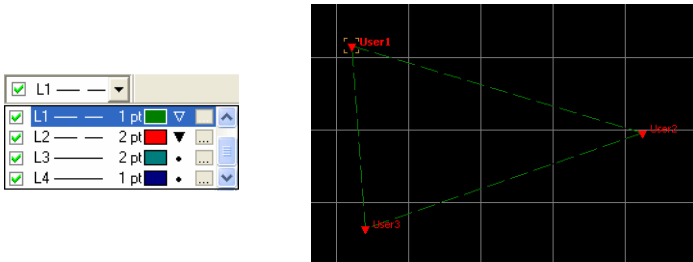 L1
L1 1 pt ...
L2 2 pt ...
L3 2 pt ...
L4 1 pt ...
User1
User2
User3